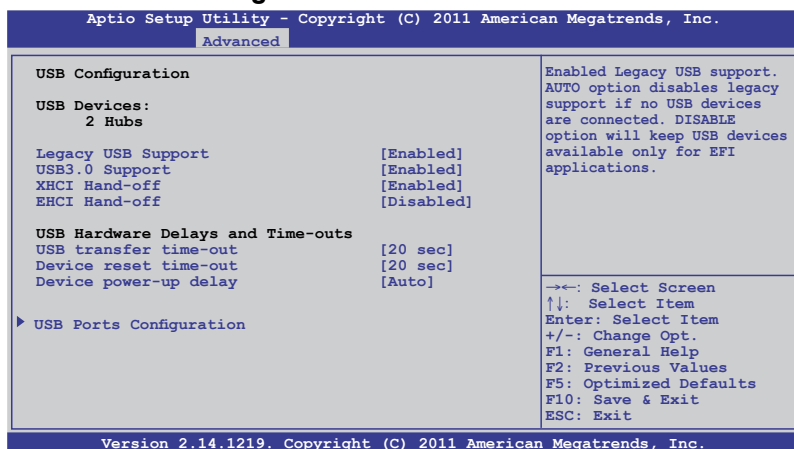 Aptio Setup Utility - Copyright (C) 2011 American Megatrends, Inc.
Advanced
USB Configuration
USB Devices:
2 Hubs
Legacy USB Support [Enabled]
USB3.0 Support [Enabled]
XHCI Hand-off [Enabled]
EHCI Hand-off [Disabled]
USB Hardware Delays and Time-outs
USB transfer time-out [20 sec]
Device reset time-out [20 sec]
Device power-up delay [Auto]
USB Ports Configuration
Enabled Legacy USB support.
AUTO option disables legacy
support if no USB devices
are connected. DISABLE
option will keep USB devices
available only for EFI
applications.
→←: Select Screen
↑↓: Select Item
Enter: Select Item
+/-: Change Opt.
F1: General Help
F2: Previous Values
F5: Optimized Defaults
F10: Save & Exit
ESC: Exit
Version 2.14.1219. Copyright (C) 2011 American Megatrends, Inc.